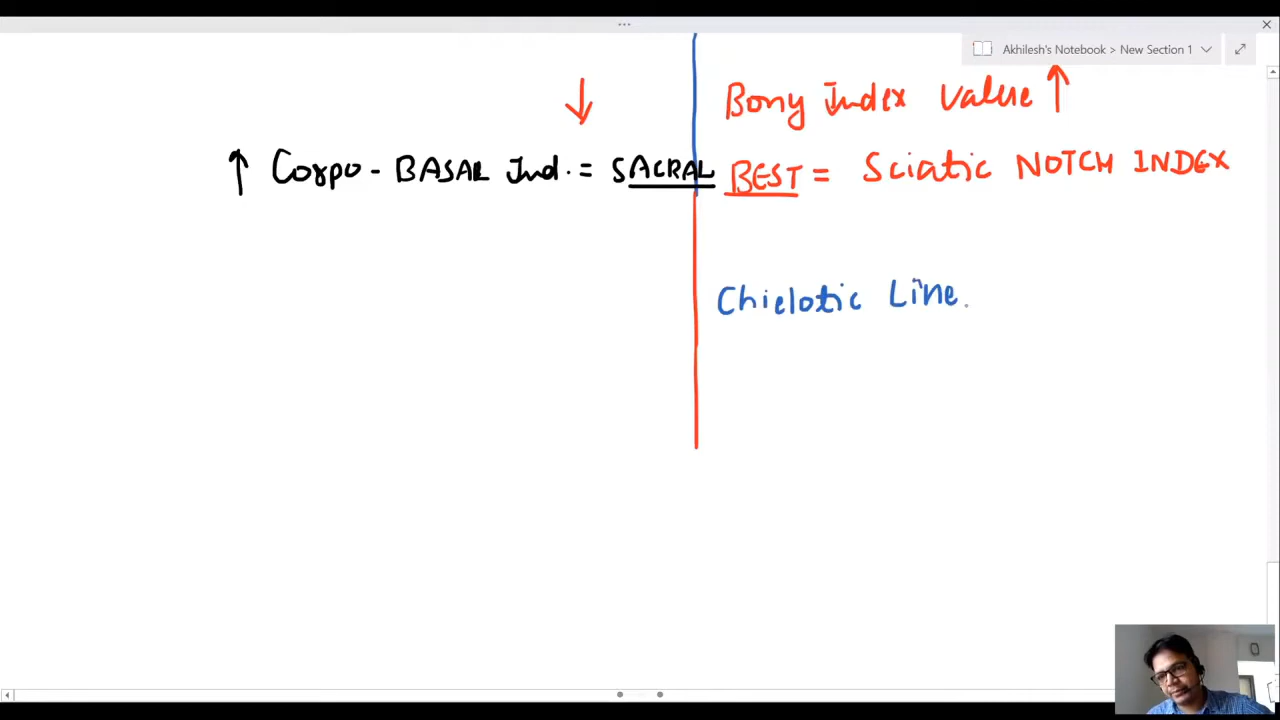 Akhilesh's Notebook > New Section 1
Bony Index Value ↑
↑ Corpo - BASAL Ind. = SACRAL
BEST = Sciatic NOTCH INDEX
Chielotic Line.